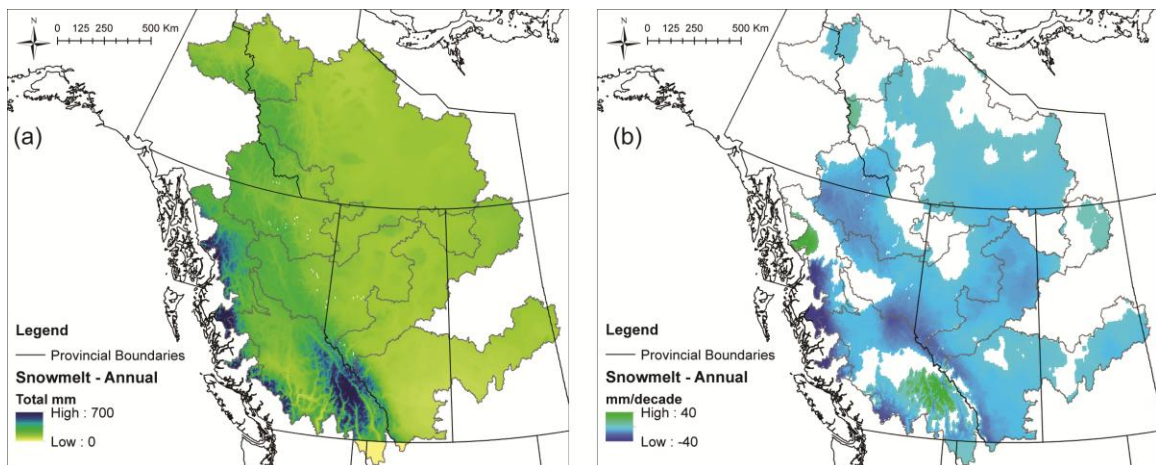 N
0 125 250 500 Km
(a)
Legend
Provincial Boundaries
Snowmelt - Annual
Total mm
High : 700
Low : 0
N
0 125 250 500 Km
(b)
Legend
Provincial Boundaries
Snowmelt - Annual
mm/decade
High : 40
Low : -40